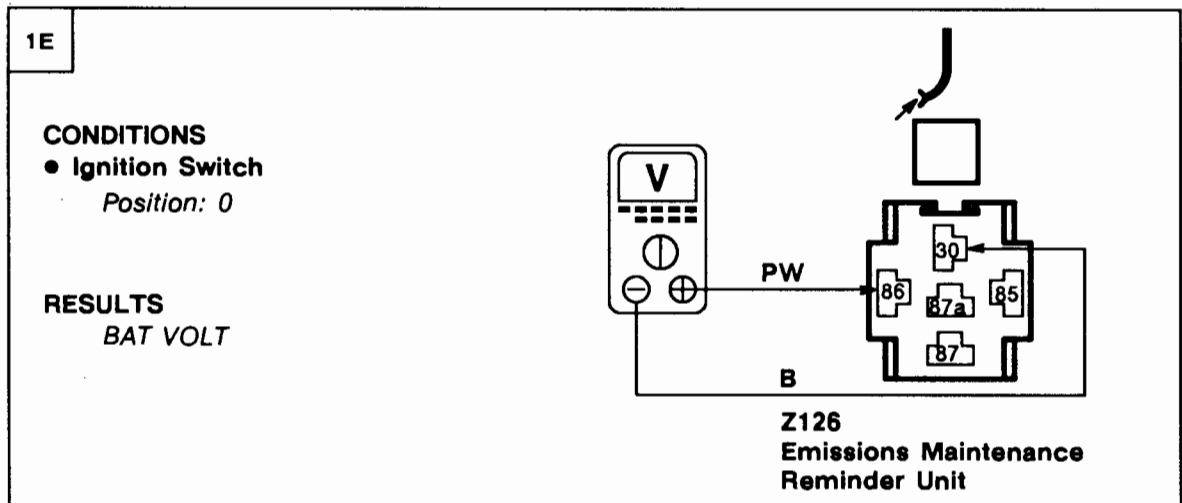 1E
CONDITIONS
● Ignition Switch
Position: 0
RESULTS
BAT VOLT
V
PW
B
30
86
87a
85
87
Z126
Emissions Maintenance
Reminder Unit